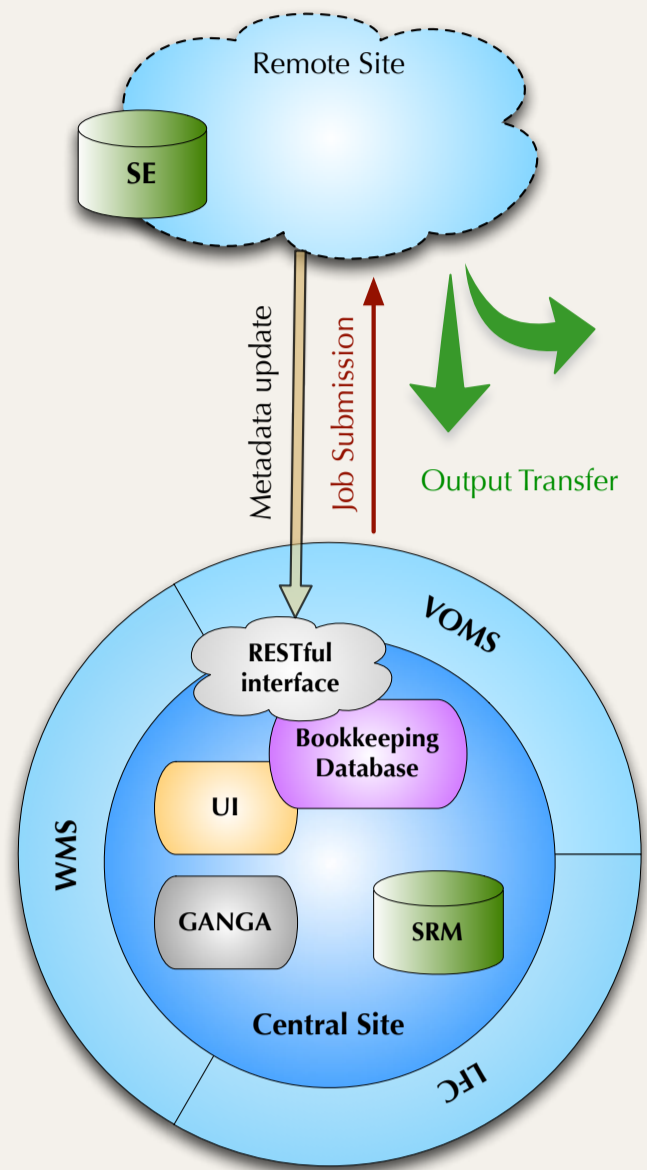 Remote Site
SE
Metadata update
Job Submission
Output Transfer
VOMS
RESTful
interface
Bookkeeping
Database
UI
WMS
GANGA
SRM
Central Site
LFC